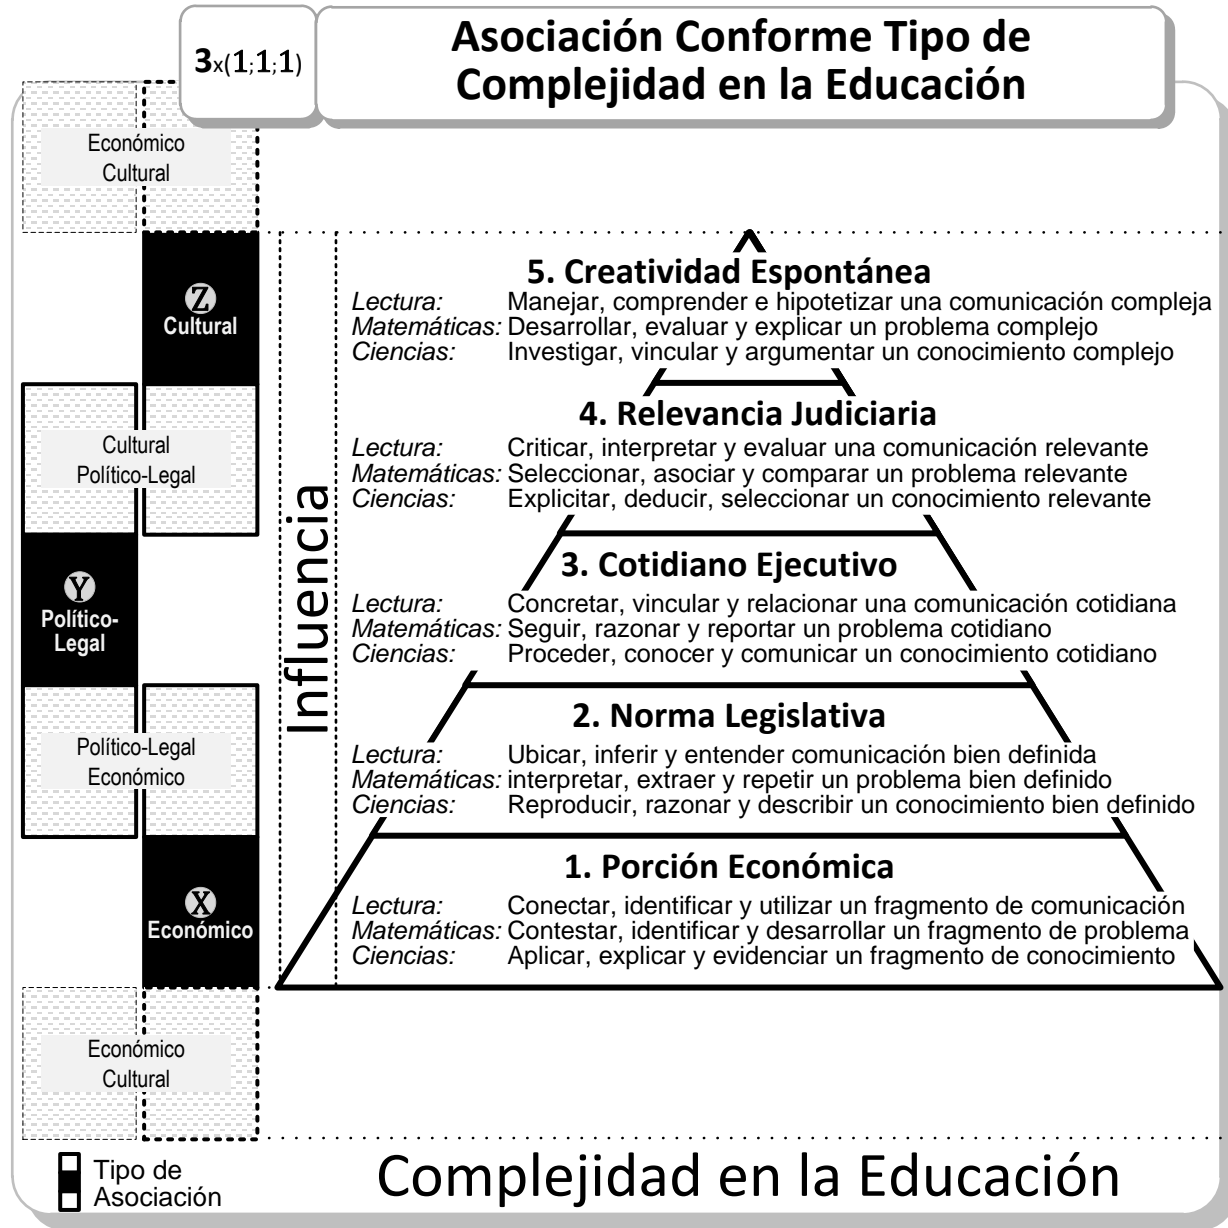 3x(1;1;1)
Asociación Conforme Tipo de
Complejidad en la Educación
Económico
Cultural
Z
Cultural
Cultural
Político-Legal
Y
Político-
Legal
Político-Legal
Económico
X
Económico
Económico
Cultural
Tipo de
Asociación
Influencia
5. Creatividad Espontánea
Lectura: Manejar, comprender e hipotetizar una comunicación compleja
Matemáticas: Desarrollar, evaluar y explicar un problema complejo
Ciencias: Investigar, vincular y argumentar un conocimiento complejo
4. Relevancia Judiciaria
Lectura: Criticar, interpretar y evaluar una comunicación relevante
Matemáticas: Seleccionar, asociar y comparar un problema relevante
Ciencias: Explicitar, deducir, seleccionar un conocimiento relevante
3. Cotidiano Ejecutivo
Lectura: Concretar, vincular y relacionar una comunicación cotidiana
Matemáticas: Seguir, razonar y reportar un problema cotidiano
Ciencias: Proceder, conocer y comunicar un conocimiento cotidiano
2. Norma Legislativa
Lectura: Ubicar, inferir y entender comunicación bien definida
Matemáticas: interpretar, extraer y repetir un problema bien definido
Ciencias: Reproducir, razonar y describir un conocimiento bien definido
1. Porción Económica
Lectura: Conectar, identificar y utilizar un fragmento de comunicación
Matemáticas: Contestar, identificar y desarrollar un fragmento de problema
Ciencias: Aplicar, explicar y evidenciar un fragmento de conocimiento
Complejidad en la Educación